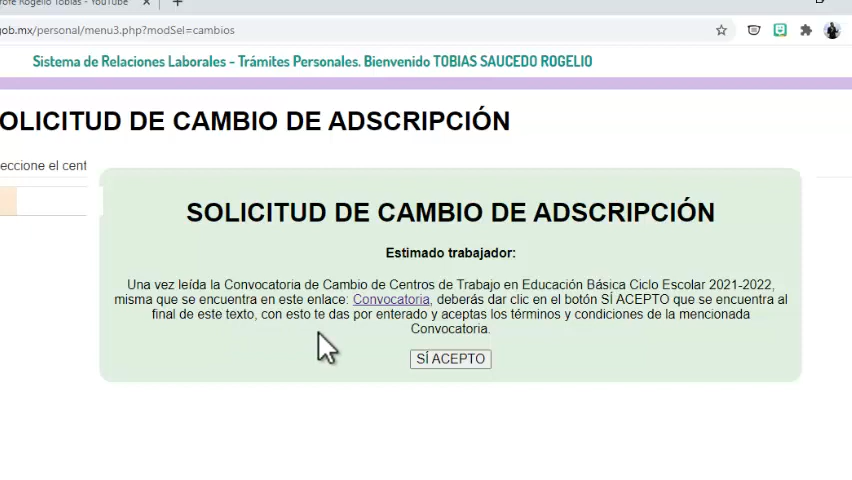 Profe Rogelio Tobias - YouTube
gob.mx/personal/menu3.php?modSel=cambios
Sistema de Relaciones Laborales - Trámites Personales. Bienvenido TOBIAS SAUCEDO ROGELIO
OLICITUD DE CAMBIO DE ADSCRIPCIÓN
eccione el cent
SOLICITUD DE CAMBIO DE ADSCRIPCIÓN
Estimado trabajador:
Una vez leída la Convocatoria de Cambio de Centros de Trabajo en Educación Básica Ciclo Escolar 2021-2022,
misma que se encuentra en este enlace: Convocatoria, deberás dar clic en el botón SÍ ACEPTO que se encuentra al
final de este texto, con esto te das por enterado y aceptas los términos y condiciones de la mencionada
Convocatoria.
SÍ ACEPTO